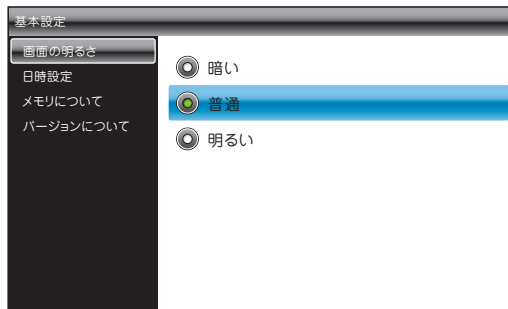 基本設定
画面の明るさ
日時設定
メモリについて
バージョンについて
暗い
普通
明るい